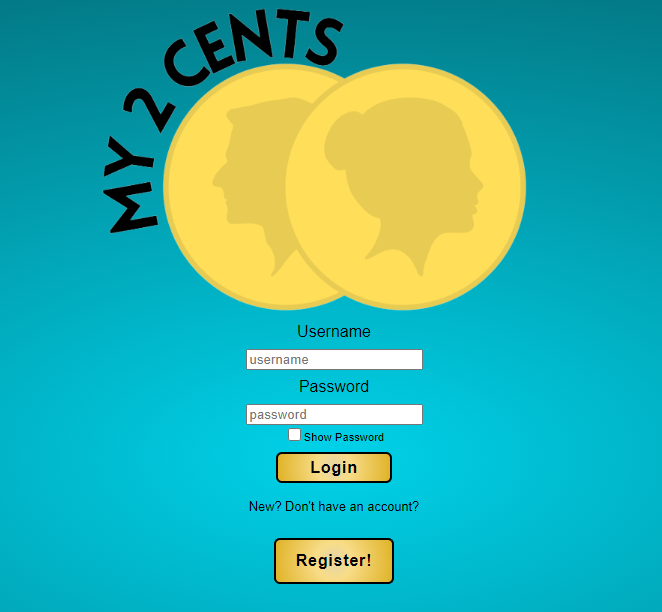 MY 2 CENTS
Username
username
Password
password
Show Password
Login
New? Don't have an account?
Register!